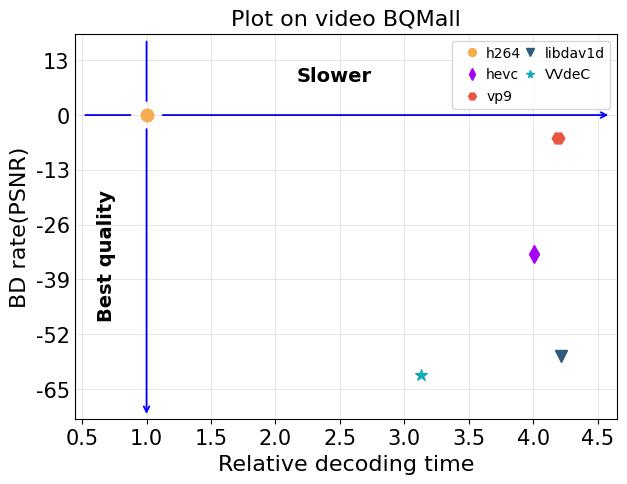 Plot on video BQMall
h264
hevc
vp9
libdav1d
VVdeC
Slower
Best quality
BD rate(PSNR)
13
0
-13
-26
-39
-52
-65
0.5 1.0 1.5 2.0 2.5 3.0 3.5 4.0 4.5
Relative decoding time